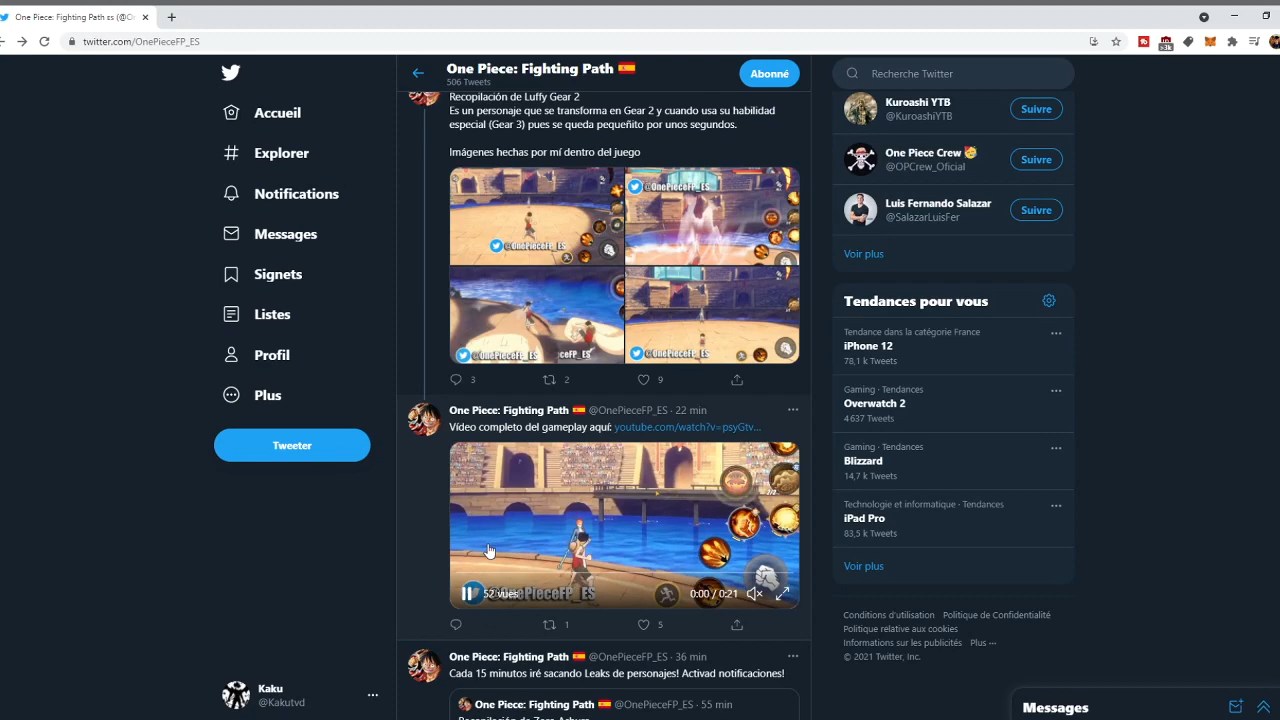 One Piece: Fighting Path ES (@On
twitter.com/OnePieceFP_ES
Accueil
Explorer
Notifications
Messages
Signets
Listes
Profil
Plus
Tweeter
Kaku
@Kakutvd
One Piece: Fighting Path
506 Tweets
Abonné
Recopilación de Luffy Gear 2
Es un personaje que se transforma en Gear 2 y cuando usa su habilidad
especial (Gear 3) pues se queda pequeñito por unos segundos.
Imágenes hechas por mí dentro del juego
@OnePieceFP_ES
@OnePieceFP_ES
@OnePieceFP_ES
ceFP_ES
@OnePieceFP_ES
3
2
9
One Piece: Fighting Path @OnePieceFP_ES · 22 min
Vídeo completo del gameplay aquí: youtube.com/watch?v=psyGtv...
@OnePieceFP_ES
52 vues
0:00 / 0:21
1
5
One Piece: Fighting Path @OnePieceFP_ES · 36 min
Cada 15 minutos iré sacando Leaks de personajes! Activad notificaciones!
One Piece: Fighting Path @OnePieceFP_ES · 55 min
Recherche Twitter
Kuroashi YTB
@KuroashiYTB
Suivre
One Piece Crew
@OPCrew_Oficial
Suivre
Luis Fernando Salazar
@SalazarLuisFer
Suivre
Voir plus
Tendances pour vous
Tendance dans la catégorie France
iPhone 12
78,1 k Tweets
Gaming · Tendances
Overwatch 2
4 637 Tweets
Gaming · Tendances
Blizzard
14,7 k Tweets
Technologie et informatique · Tendances
iPad Pro
83,5 k Tweets
Voir plus
Conditions d'utilisation Politique de Confidentialité
Politique relative aux cookies
Informations sur les publicités Plus ···
© 2021 Twitter, Inc.
Messages